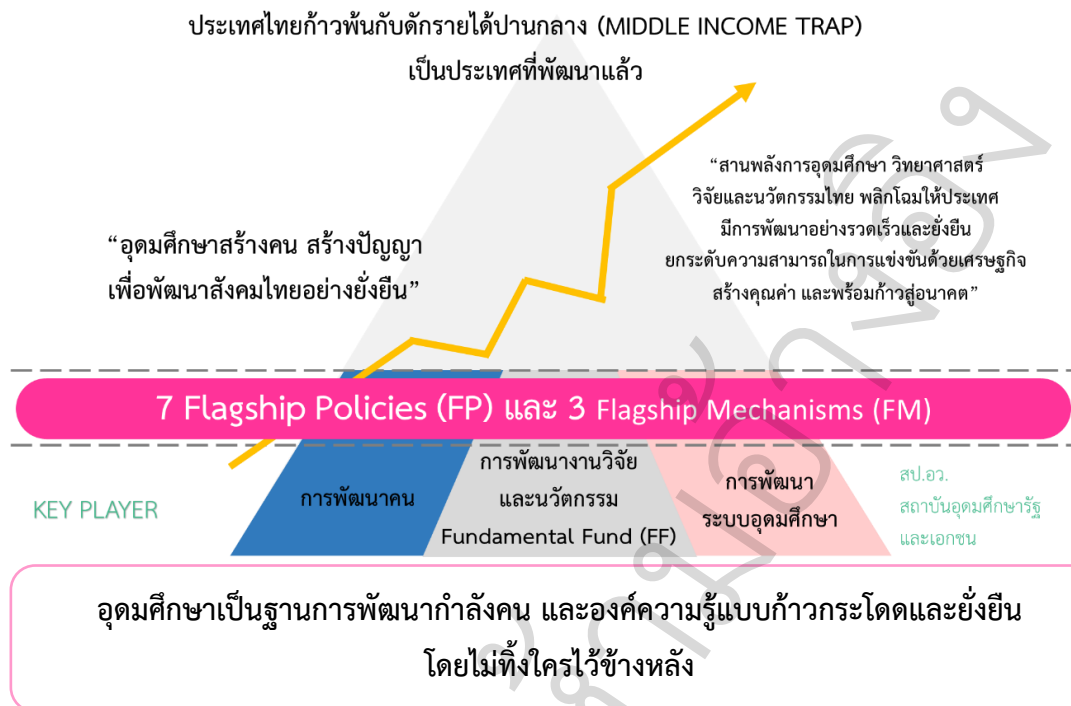 ประเทศไทยก้าวพ้นกับดักรายได้ปานกลาง (MIDDLE INCOME TRAP)
เป็นประเทศที่พัฒนาแล้ว
“อุดมศึกษาสร้างคน สร้างปัญญา
เพื่อพัฒนาสังคมไทยอย่างยั่งยืน”
“สานพลังการอุดมศึกษา วิทยาศาสตร์
วิจัยและนวัตกรรมไทย พลิกโฉมให้ประเทศ
มีการพัฒนาอย่างรวดเร็วและยั่งยืน
ยกระดับความสามารถในการแข่งขันด้วยเศรษฐกิจ
สร้างคุณค่า และพร้อมก้าวสู่อนาคต”
7 Flagship Policies (FP) และ 3 Flagship Mechanisms (FM)
KEY PLAYER
การพัฒนาคน
การพัฒนางานวิจัย
และนวัตกรรม
Fundamental Fund (FF)
การพัฒนา
ระบบอุดมศึกษา
สป.อว.
สถาบันอุดมศึกษารัฐ
และเอกชน
อุดมศึกษาเป็นฐานการพัฒนากำลังคน และองค์ความรู้แบบก้าวกระโดดและยั่งยืน
โดยไม่ทิ้งใครไว้ข้างหลัง